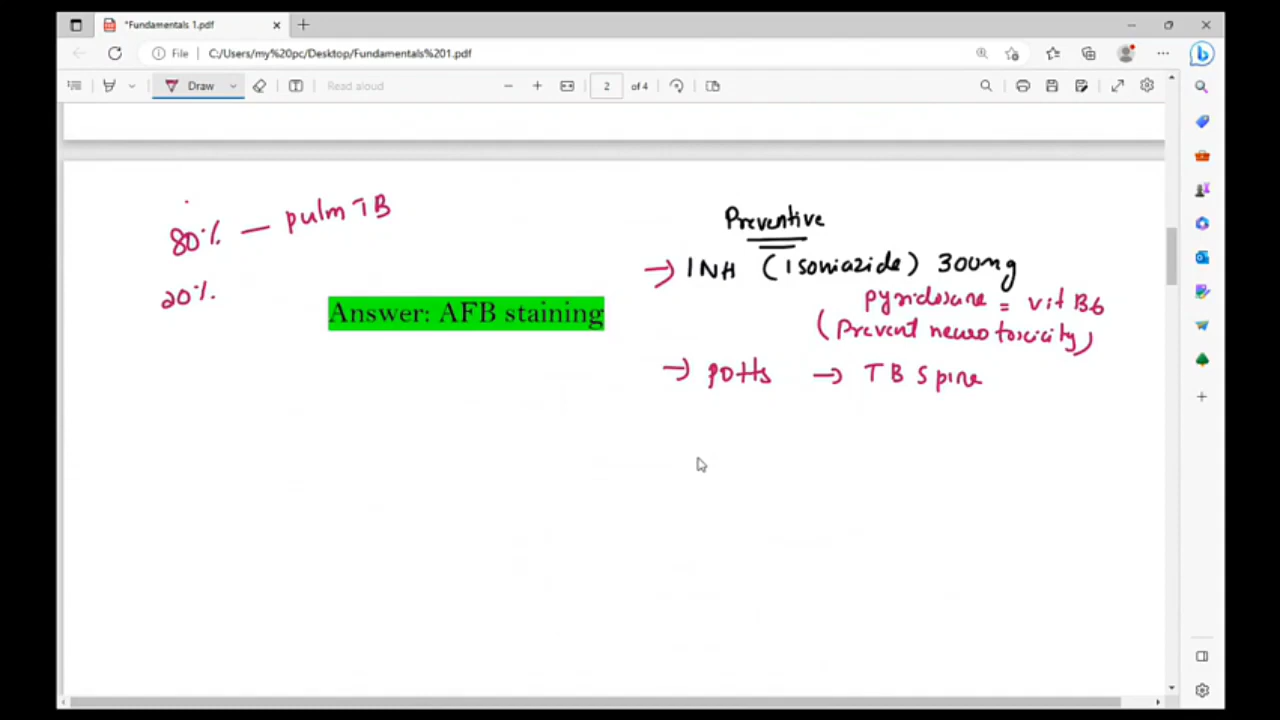 *Fundamentals 1.pdf
File C:/Users/my%20pc/Desktop/Fundamentals%201.pdf
Draw Read aloud 2 of 4
80% — pulm TB
20%
Answer: AFB staining
Preventive
→ INH (Isoniazide) 300mg
pyridoxine = vit B6
(Prevent neurotoxicity)
→ potts → TB Spine